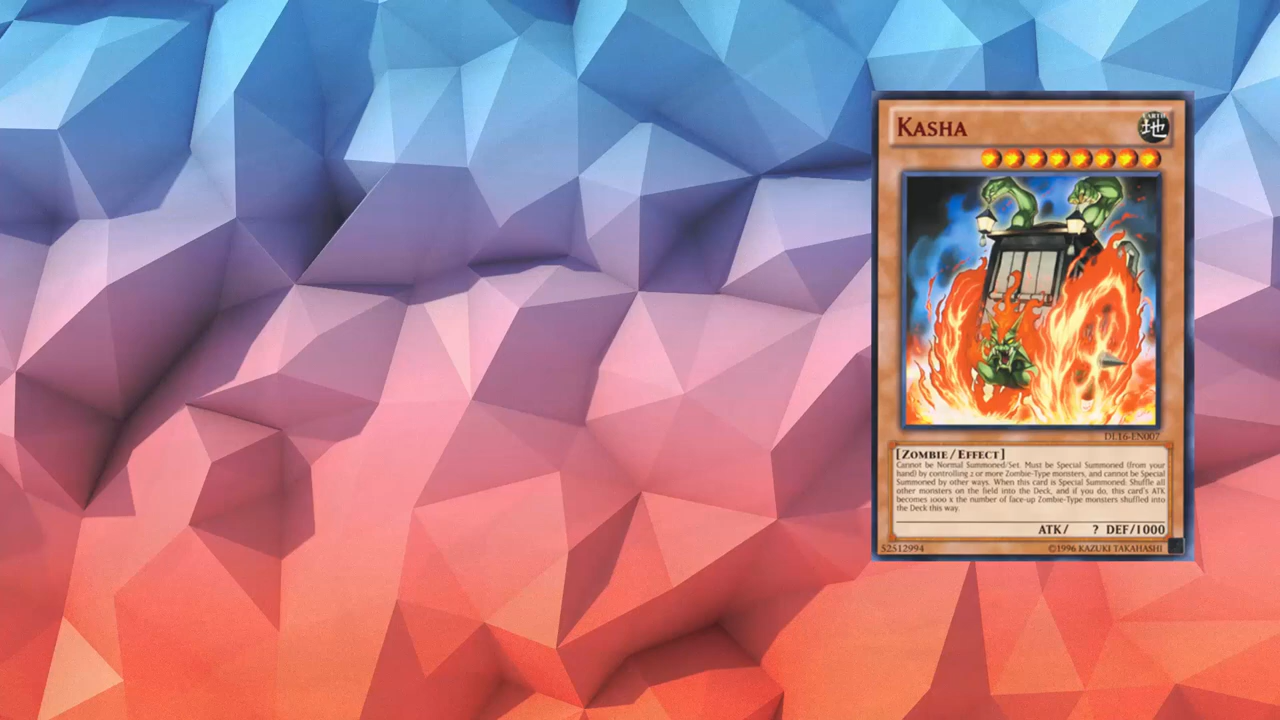 KASHA
EARTH
地
DL16-EN007
[ZOMBIE/EFFECT]
Cannot be Normal Summoned/Set. Must be Special Summoned (from your
hand) by controlling 2 or more Zombie-Type monsters, and cannot be Special
Summoned by other ways. When this card is Special Summoned: Shuffle all
other monsters on the field into the Deck, and if you do, this card's ATK
becomes 1000 x the number of face-up Zombie-Type monsters shuffled into
the Deck this way.
ATK/ ? DEF/1000
52512994 ©1996 KAZUKI TAKAHASHI